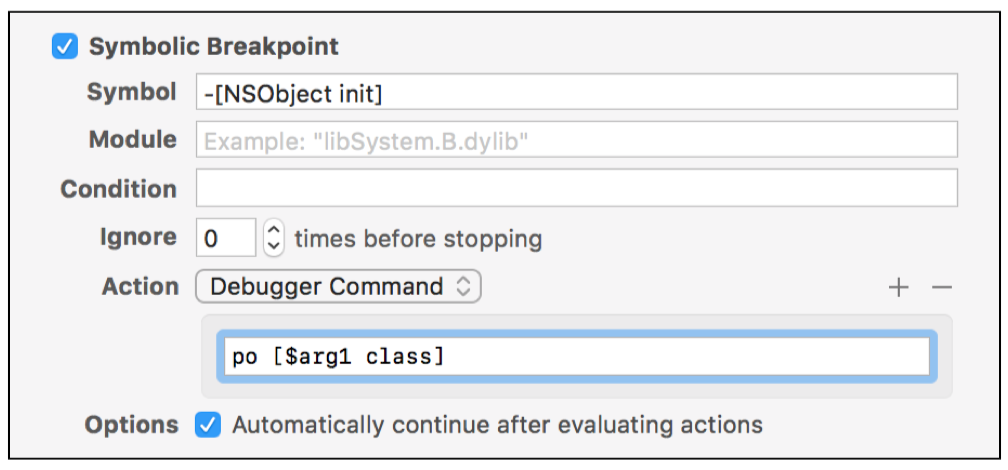 Symbolic Breakpoint
Symbol -[NSObject init]
Module Example: "libSystem.B.dylib"
Condition
Ignore 0 times before stopping
Action Debugger Command + −
po [$arg1 class]
Options Automatically continue after evaluating actions